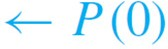 ← P(0)